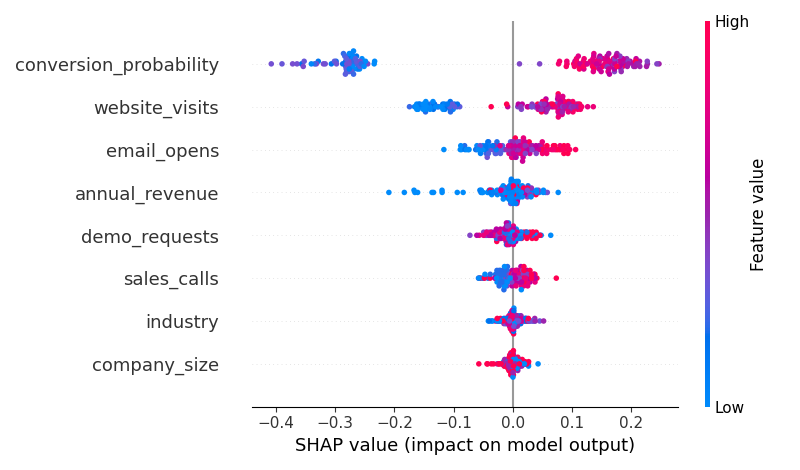 High
conversion_probability
website_visits
email_opens
annual_revenue
demo_requests
sales_calls
industry
company_size
Feature value
Low
−0.4 −0.3 −0.2 −0.1 0.0 0.1 0.2
SHAP value (impact on model output)